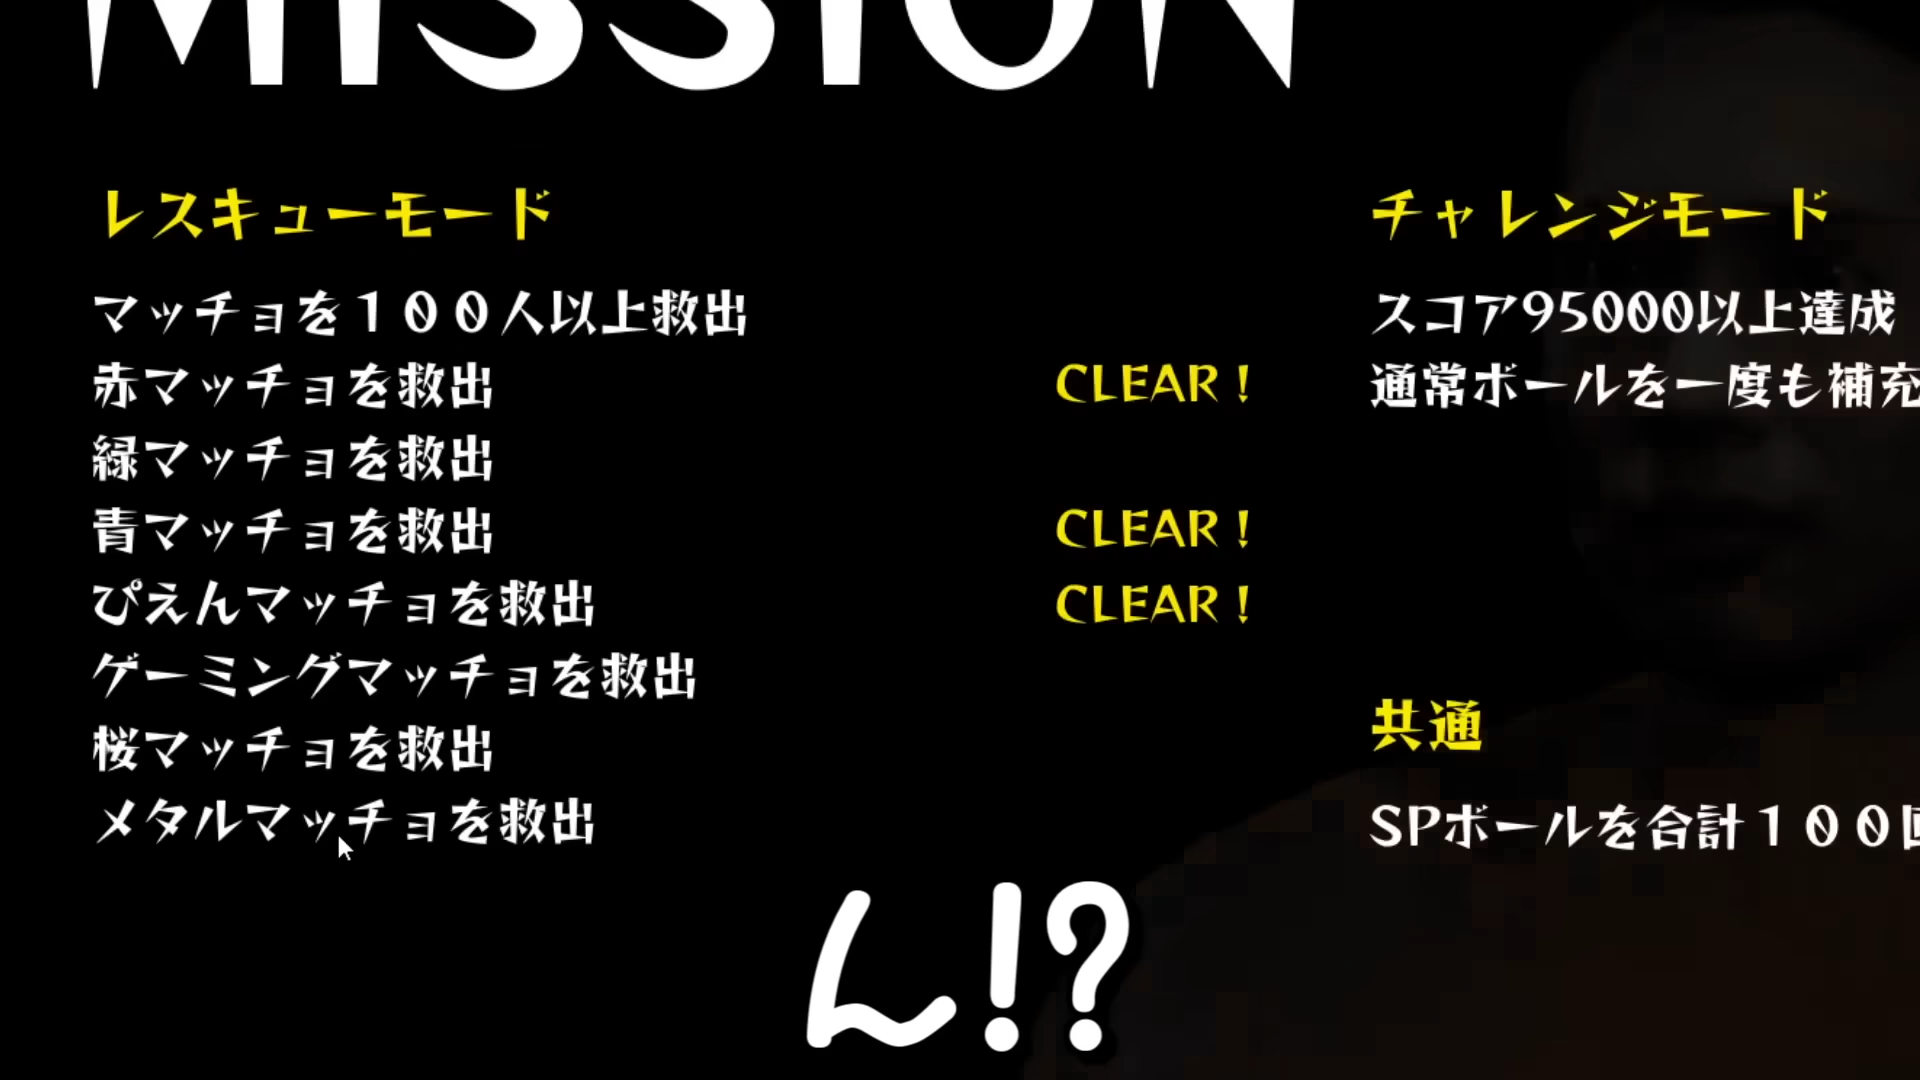 MISSION
レスキューモード
マッチョを１００人以上救出
赤マッチョを救出 CLEAR！
緑マッチョを救出
青マッチョを救出 CLEAR！
ぴえんマッチョを救出 CLEAR！
ゲーミングマッチョを救出
桜マッチョを救出
メタルマッチョを救出
チャレンジモード
スコア95000以上達成
通常ボールを一度も補充
共通
SPボールを合計１００回
ん!?